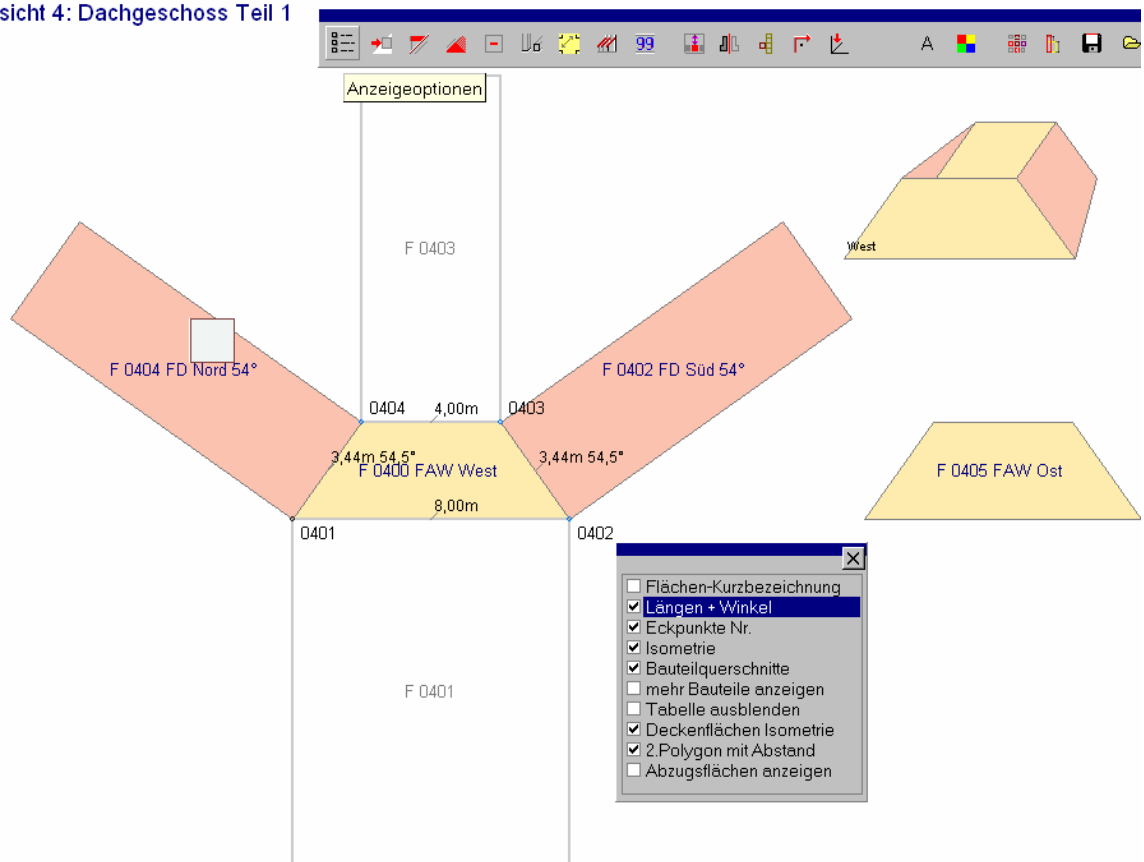 sicht 4: Dachgeschoss Teil 1
99
A
Anzeigeoptionen
F 0403
West
F 0404 FD Nord 54°
F 0402 FD Süd 54°
0404
4,00m
0403
3,44m 54,5°
3,44m 54,5°
F 0400 FAW West
F 0405 FAW Ost
8,00m
0401
0402
Flächen-Kurzbezeichnung
Längen + Winkel
Eckpunkte Nr.
Isometrie
Bauteilquerschnitte
mehr Bauteile anzeigen
Tabelle ausblenden
Deckenflächen Isometrie
2.Polygon mit Abstand
Abzugsflächen anzeigen
F 0401